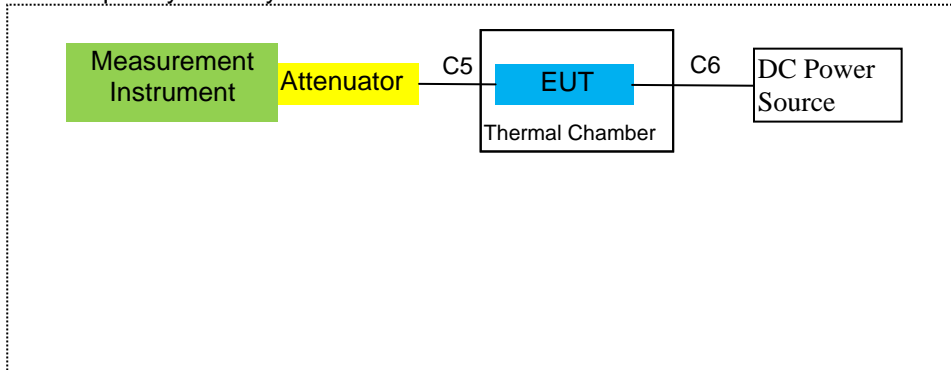 Measurement
Instrument
Attenuator
C5
EUT
Thermal Chamber
C6
DC Power
Source